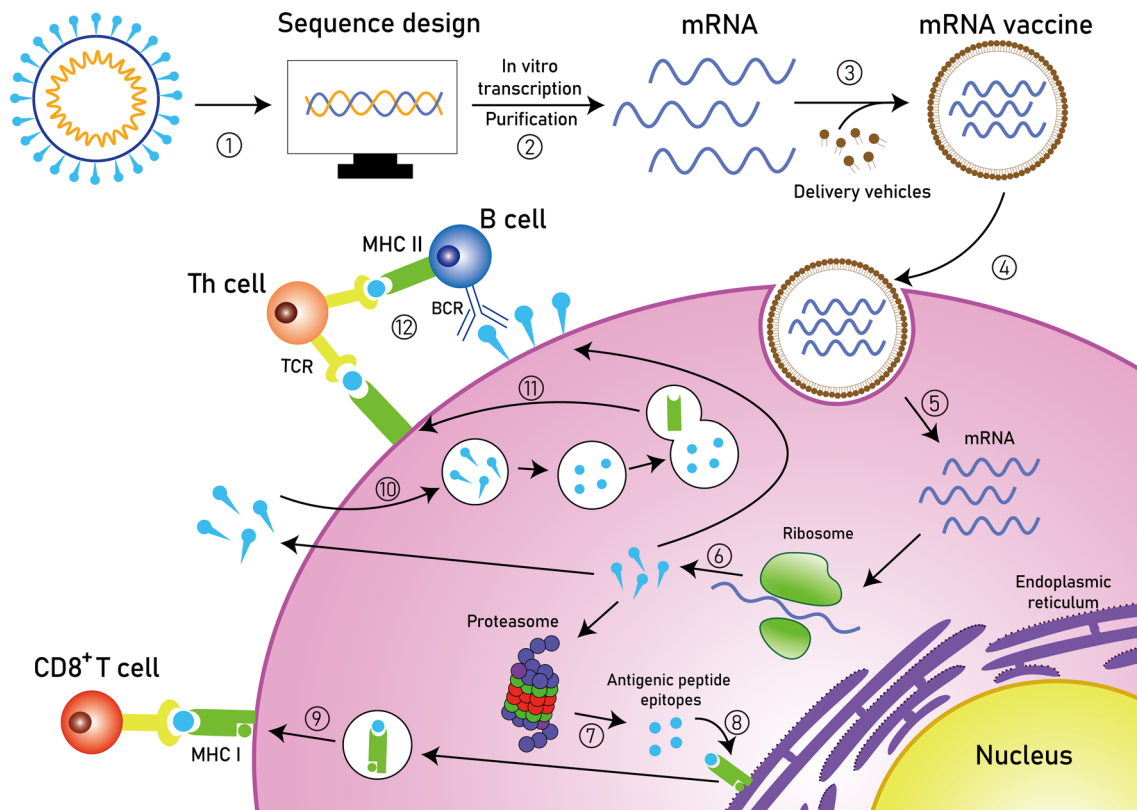 Sequence design
mRNA
mRNA vaccine
①
In vitro
transcription
Purification
②
③
Delivery vehicles
④
B cell
MHC II
Th cell
BCR
⑫
TCR
⑪
⑤
mRNA
⑩
Ribosome
⑥
Endoplasmic
reticulum
Proteasome
CD8⁺ T cell
Antigenic peptide
epitopes
⑦
⑧
⑨
MHC I
Nucleus